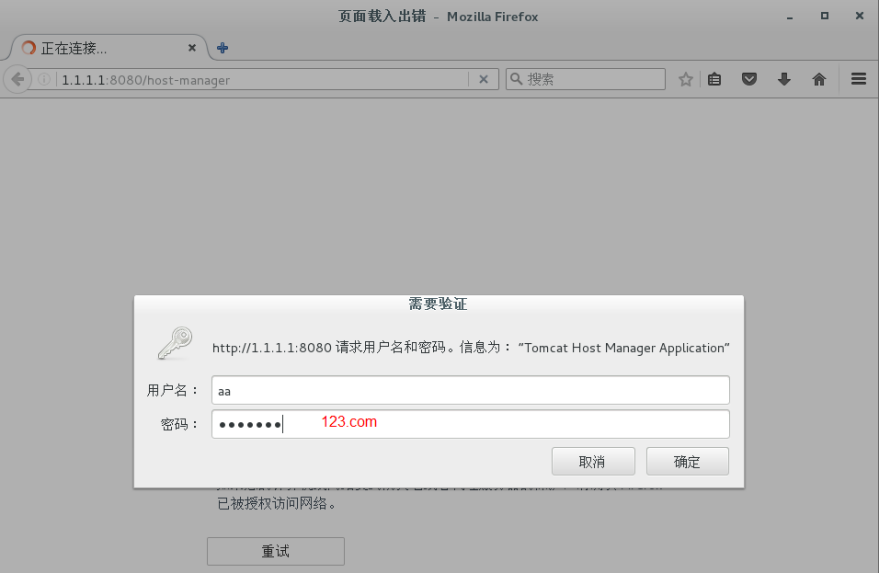 页面载入出错 - Mozilla Firefox
正在连接...
1.1.1.1:8080/host-manager
搜索
需要验证
http://1.1.1.1:8080 请求用户名和密码。信息为： “Tomcat Host Manager Application”
用户名： aa
密码： ●●●●●●● 123.com
取消 确定
已被授权访问网络。
重试